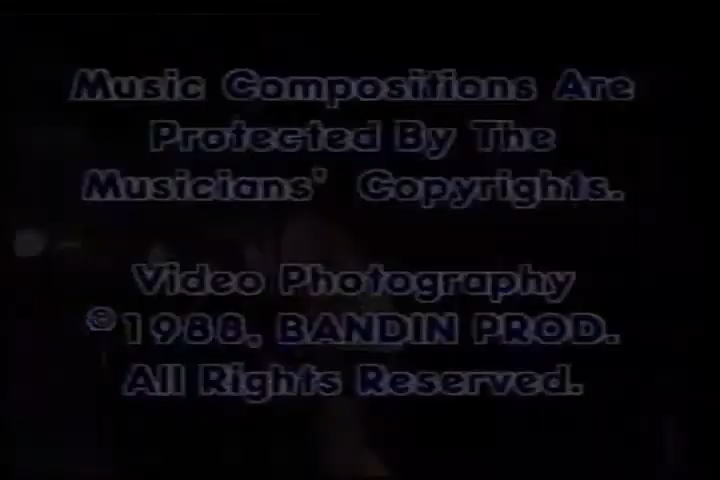 Music Compositions Are
Protected By The
Musicians' Copyrights.
Video Photography
©1988, BANDIN PROD.
All Rights Reserved.